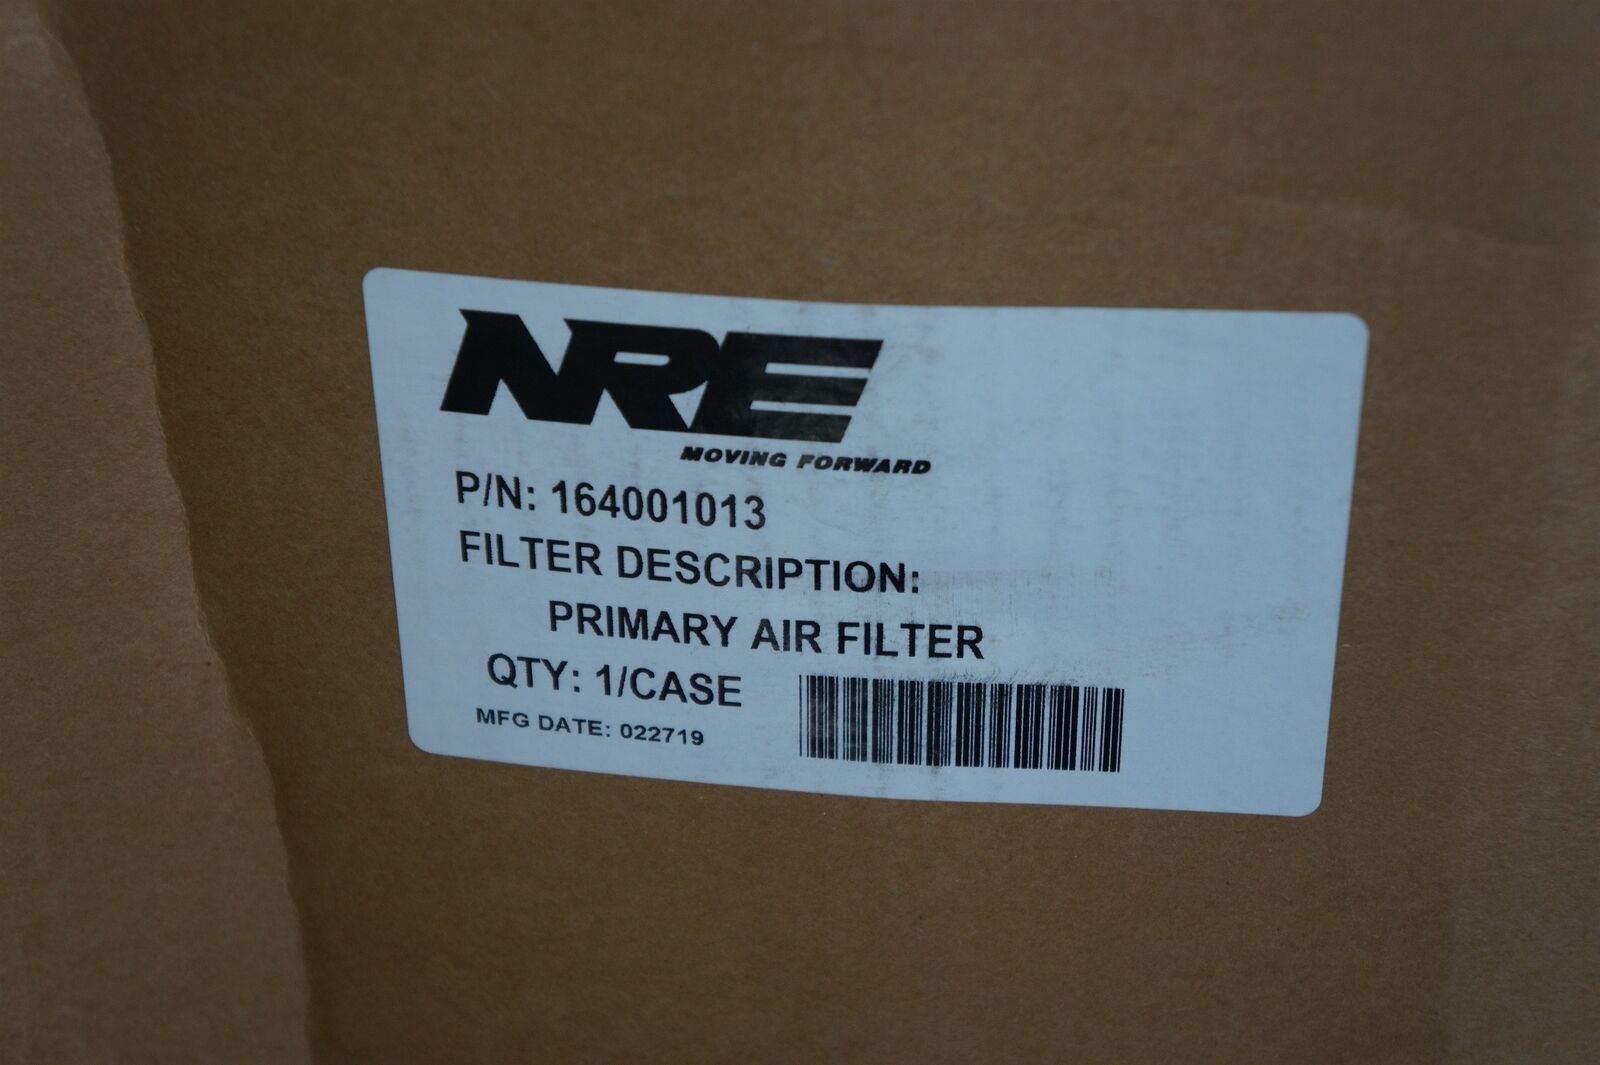 NRE
MOVING FORWARD
P/N: 164001013
FILTER DESCRIPTION:
PRIMARY AIR FILTER
QTY: 1/CASE
MFG DATE: 022719